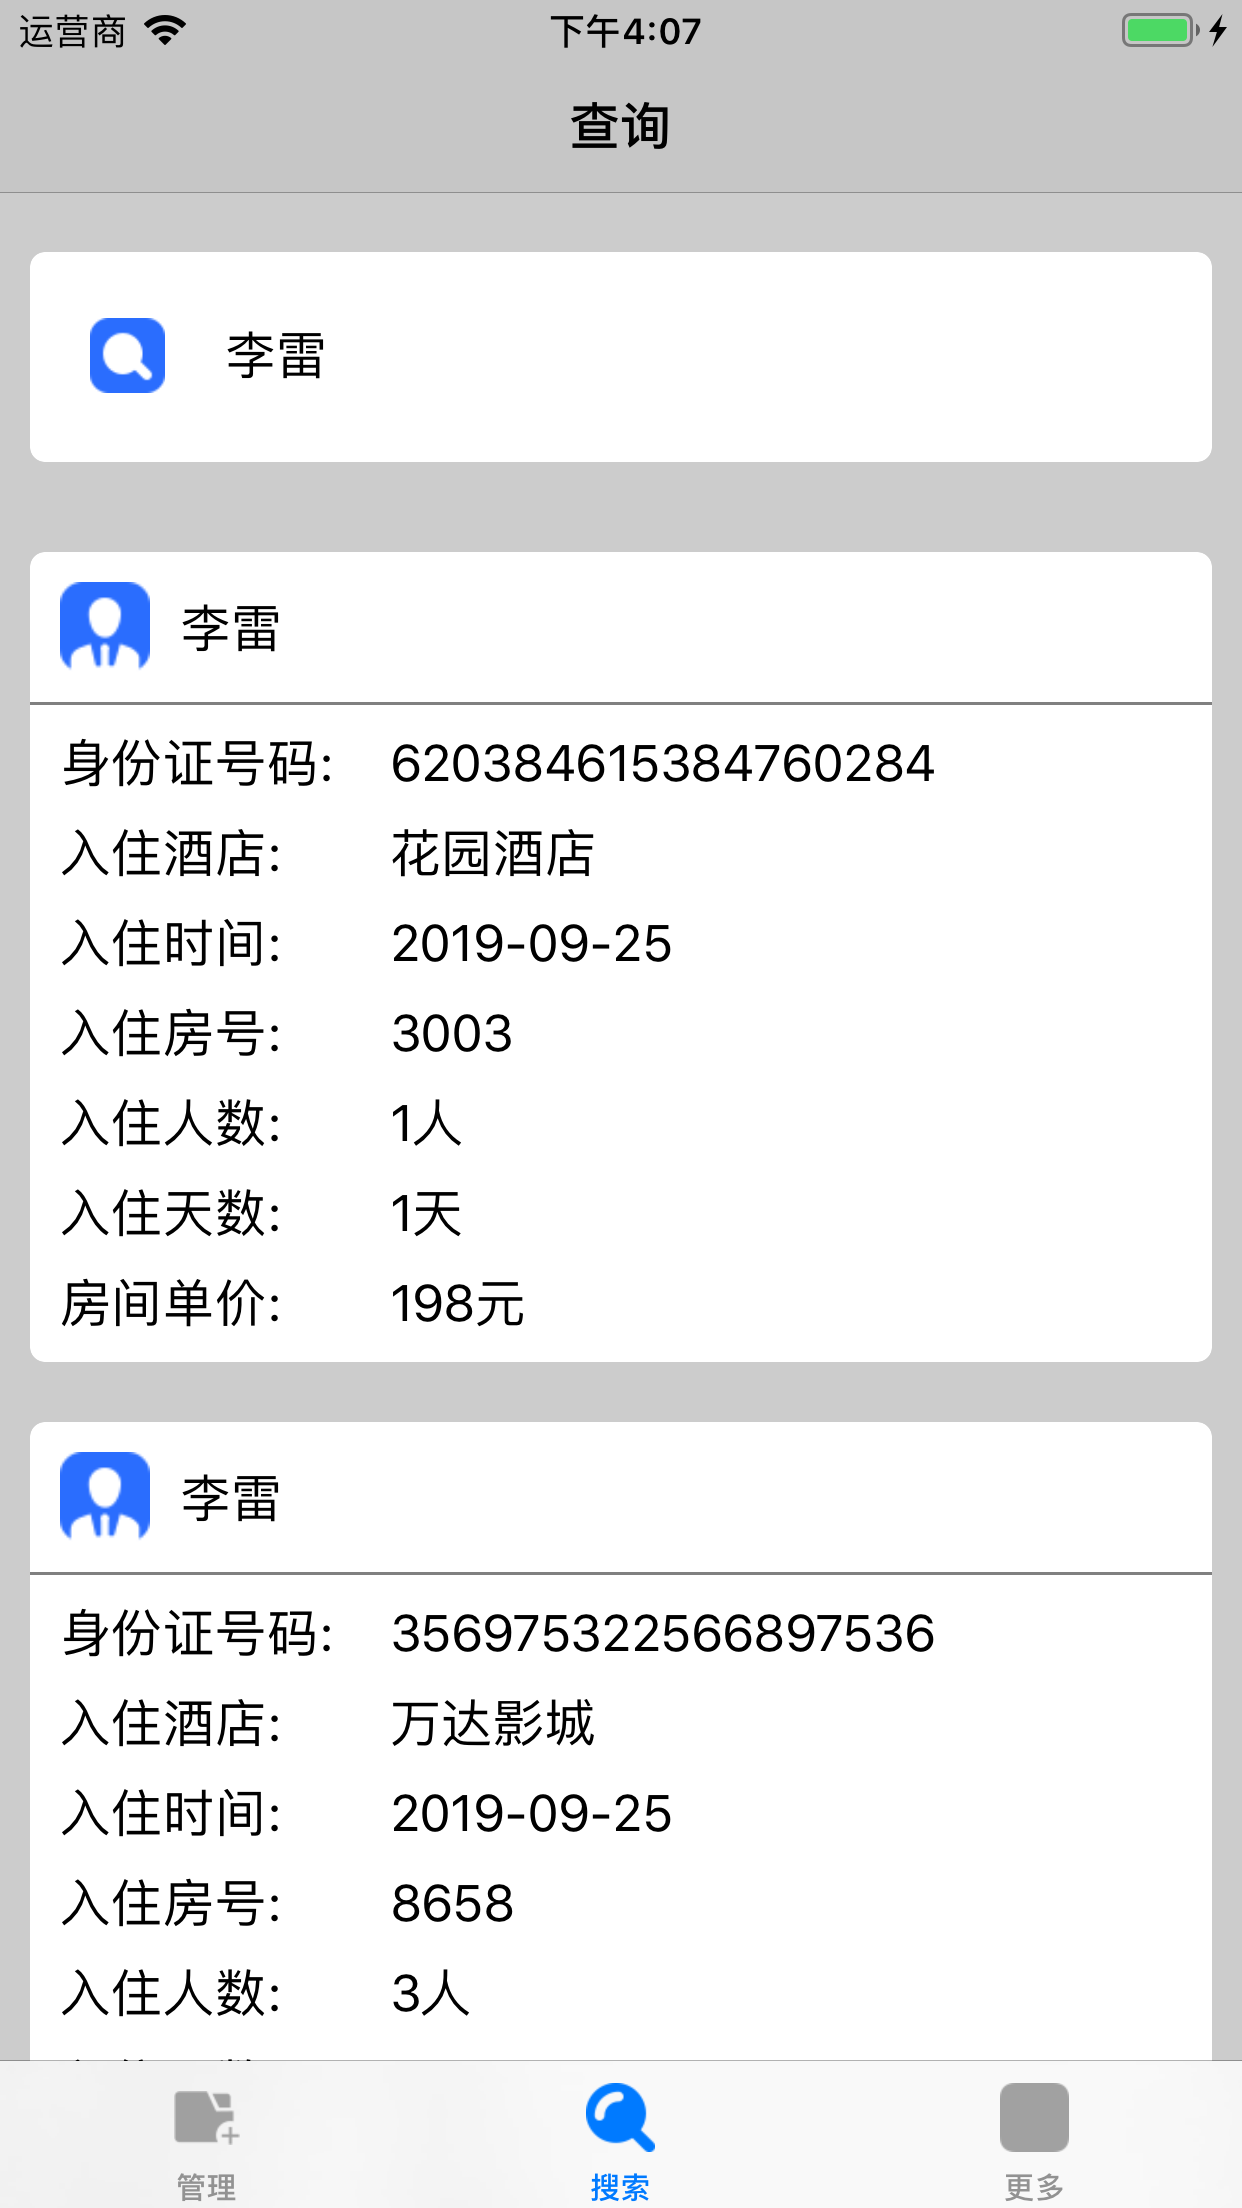 运营商 下午4:07
查询
李雷
李雷
身份证号码: 620384615384760284
入住酒店: 花园酒店
入住时间: 2019-09-25
入住房号: 3003
入住人数: 1人
入住天数: 1天
房间单价: 198元
李雷
身份证号码: 356975322566897536
入住酒店: 万达影城
入住时间: 2019-09-25
入住房号: 8658
入住人数: 3人
管理 搜索 更多